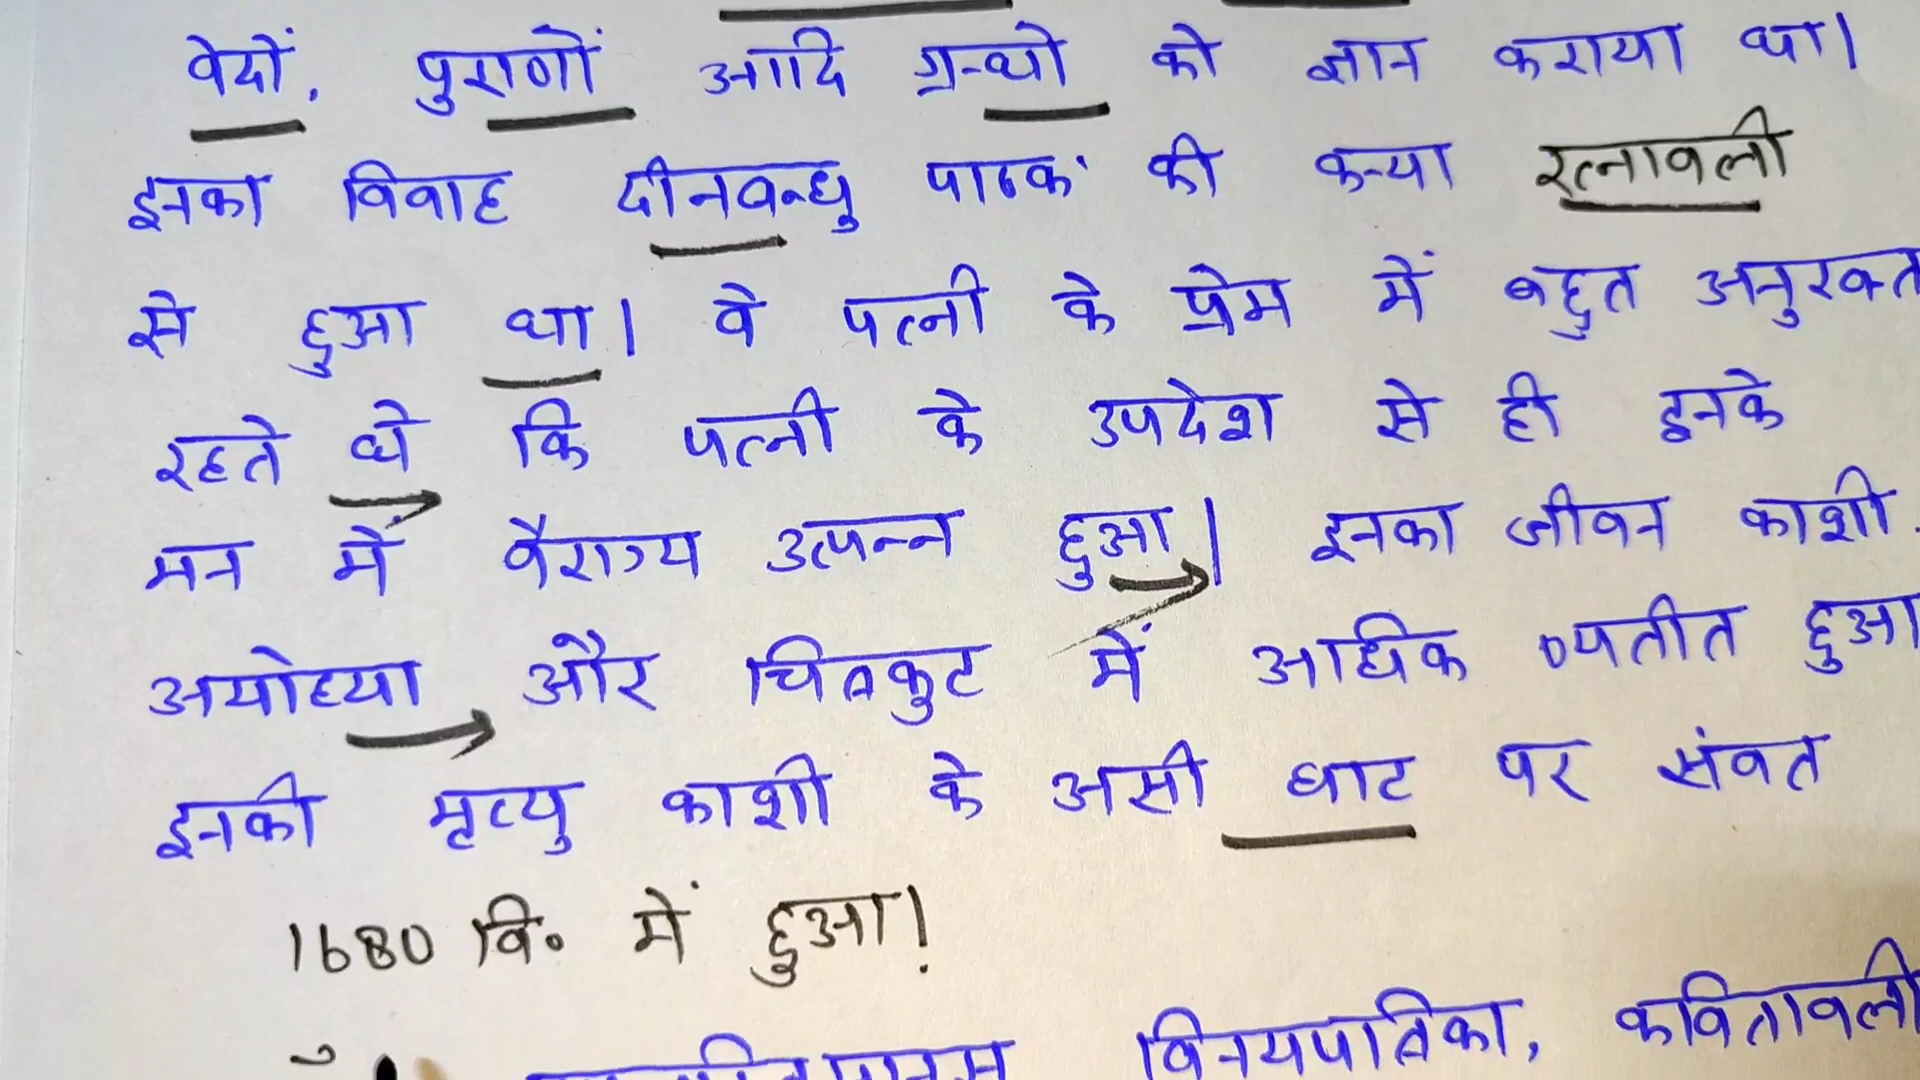 वेदों, पुराणों आदि ग्रन्थो को ज्ञान कराया था।
इनका विवाह दीनवन्धु पाठक की कन्या रत्नावली
से हुआ था। वे पत्नी के प्रेम में बहुत अनुरक्त
रहते थे कि पत्नी के उपदेश से ही इनके
मन में वैराग्य उत्पन्न हुआ। इनका जीवन काशी
अयोध्या और चित्रकुट में अधिक व्यतीत हुआ
इनकी मृत्यु काशी के असी घाट पर संवत
1680 वि० में हुआ!
विनयपत्रिका, कवितावली